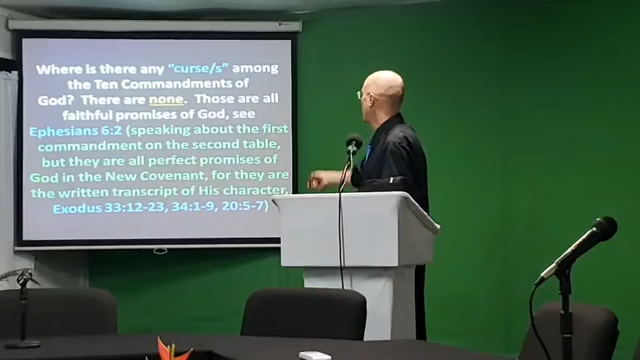 Where is there any “curse/s” among
the Ten Commandments of
God? There are none. Those are all
faithful promises of God, see
Ephesians 6:2 (speaking about the first
commandment on the second table,
but they are all perfect promises of
God in the New Covenant, for they are
the written transcript of His character,
Exodus 33:12-23, 34:1-9, 20:5-7)